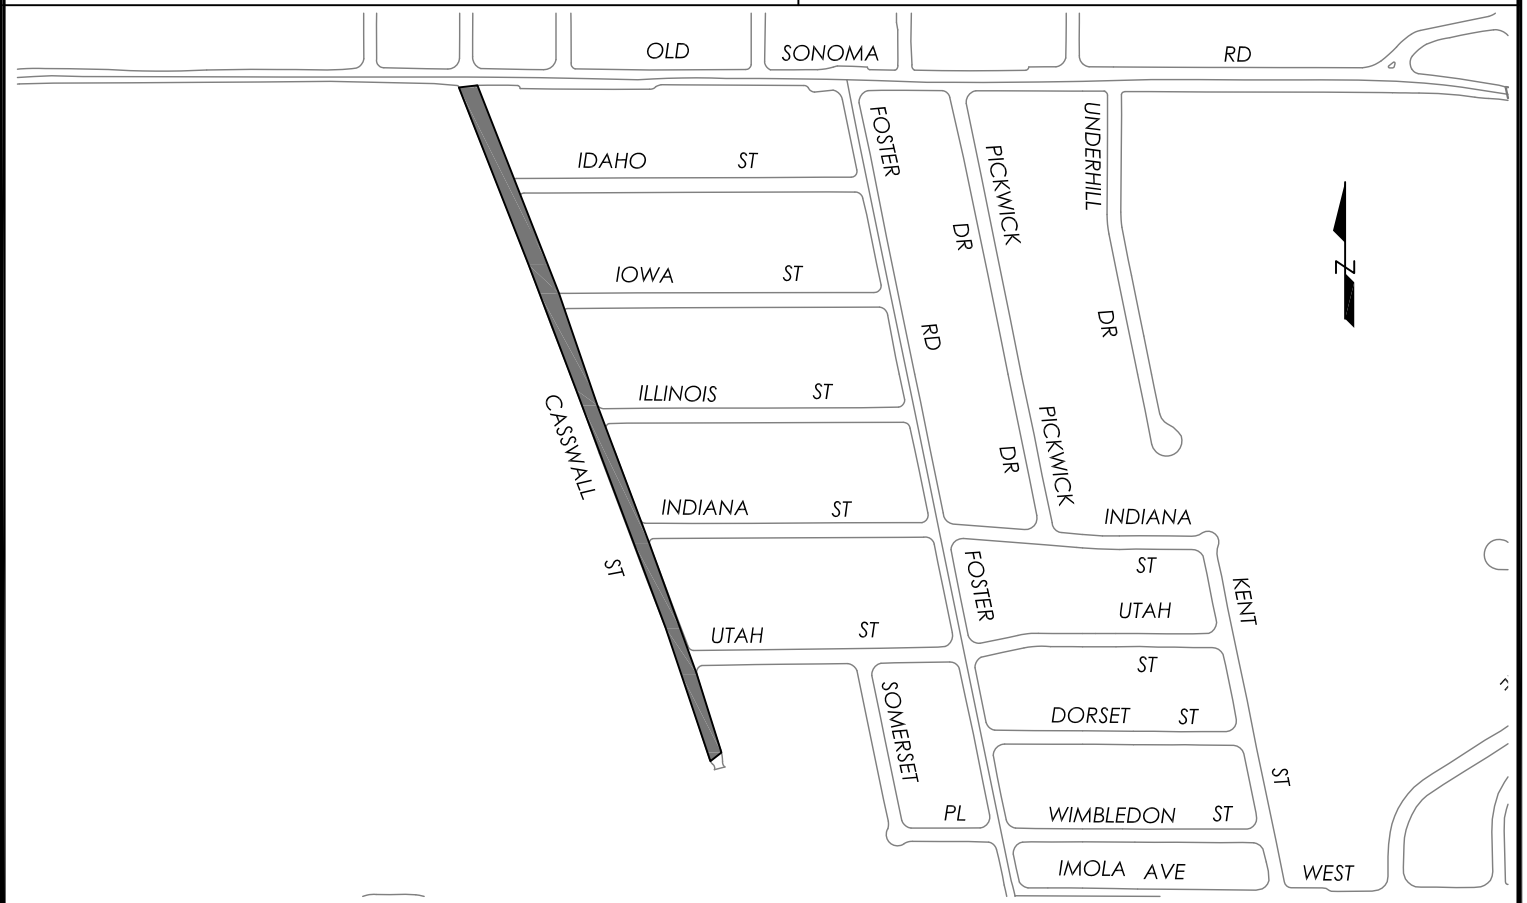 OLD SONOMA RD
FOSTER
UNDERHILL
IDAHO ST
PICKWICK
DR
IOWA ST
RD
DR
ILLINOIS ST
CASSWALL
PICKWICK
DR
INDIANA ST
INDIANA
ST
ST
FOSTER
KENT
UTAH
UTAH ST
ST
SOMERSET
DORSET ST
ST
PL
WIMBLEDON ST
IMOLA AVE
WEST
N